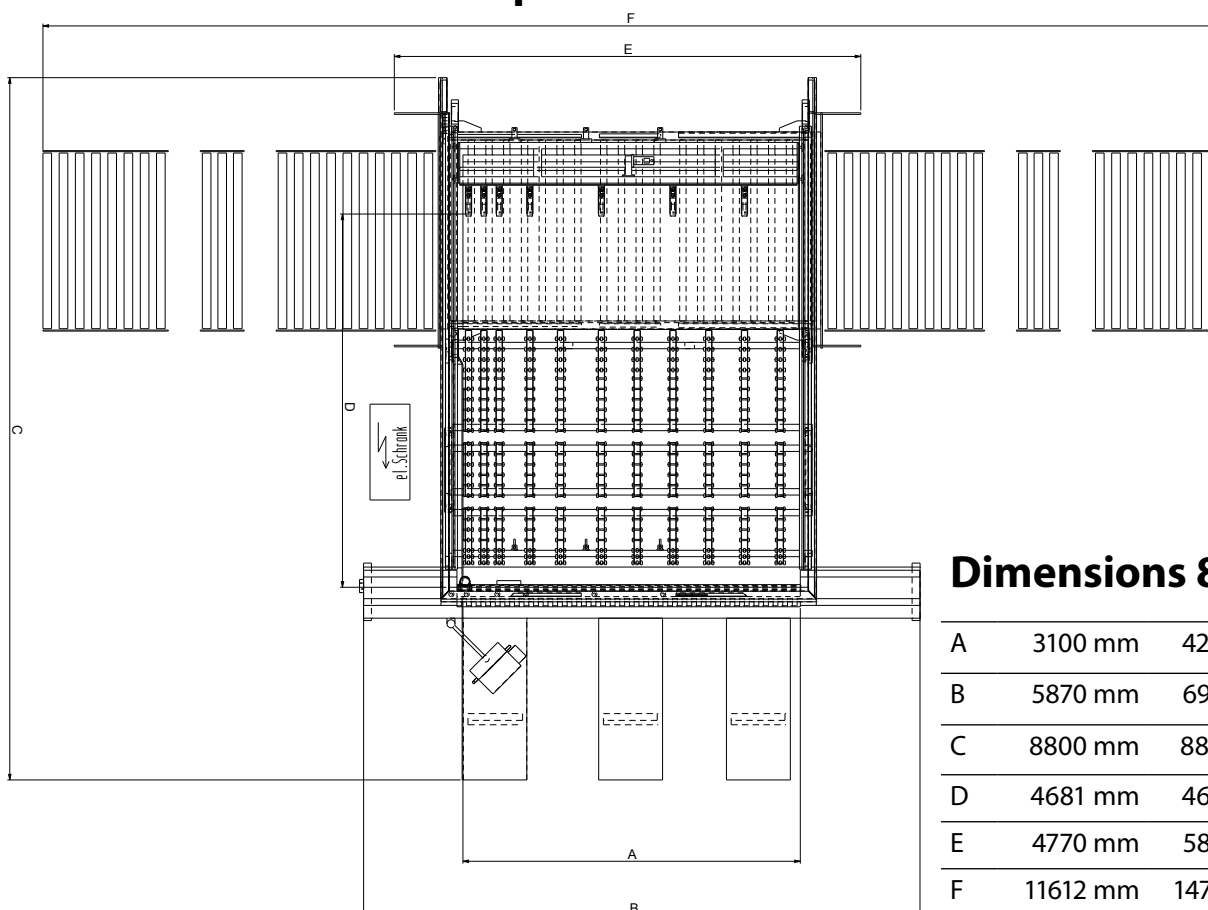 F
E
D
C
el.Schrank
Dimensions &
A 3100 mm 42
B 5870 mm 69
C 8800 mm 88
D 4681 mm 46
E 4770 mm 58
F 11612 mm 147
A
B